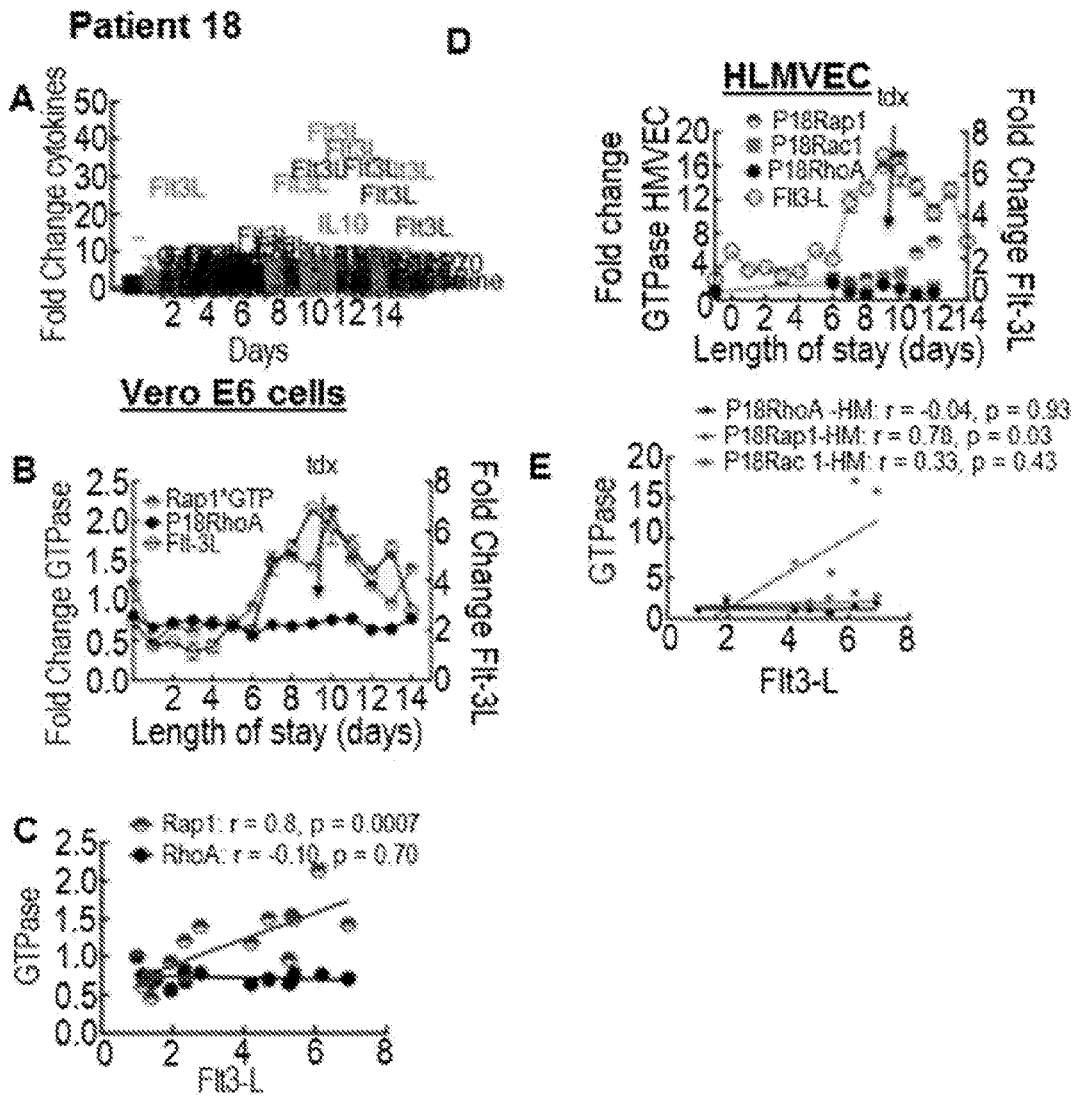 Patient 18
A
Fold Change cytokines
50
40
30
20
10
0
Flt3L
Flt3L
Flt3L
Flt3L
Flt3L
Flt3L
Flt3L
IL10
Flt3L
2 4 6 8 10 12 14
Days
Vero E6 cells
B
tdx
Fold Change GTPase
2.5
2.0
1.5
1.0
0.5
0.0
Rap1*GTP
P18RhoA
Flt-3L
8
6
4
2
0
Fold Change Flt-3L
2 4 6 8 10 12 14
Length of stay (days)
C
Rap1: r = 0.8, p = 0.0007
RhoA: r = -0.10, p = 0.70
GTPase
2.5
2.0
1.5
1.0
0.5
0.0
0 2 4 6 8
Flt3-L
D
HLMVEC
tdx
Fold change
GTPase HMVEC
20
16
12
8
4
0
P18Rap1
P18Rac1
P18RhoA
Flt3-L
8
6
4
2
0
Fold Change Flt-3L
0 2 4 6 8 10 12 14
Length of stay (days)
E
P18RhoA -HM: r = -0.04, p = 0.93
P18Rap1-HM: r = 0.78, p = 0.03
P18Rac 1-HM: r = 0.33, p = 0.43
GTPase
20
15
10
5
0
0 2 4 6 8
Flt3-L